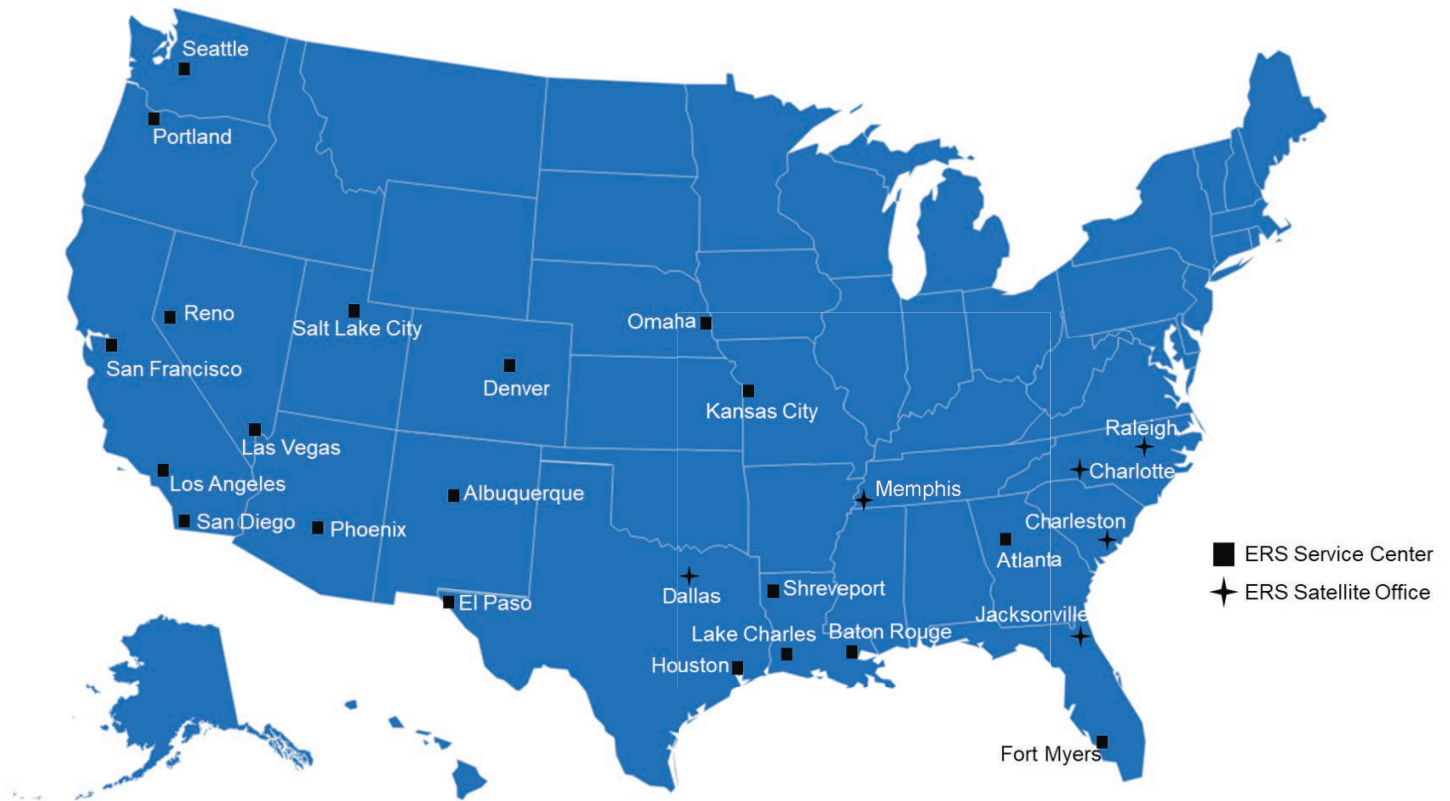 Seattle
Portland
Reno
Salt Lake City
Omaha
San Francisco
Denver
Kansas City
Las Vegas
Raleigh
Los Angeles
Albuquerque
Memphis
Charlotte
San Diego
Phoenix
Charleston
Atlanta
ERS Service Center
El Paso
Dallas
Shreveport
ERS Satellite Office
Jacksonville
Lake Charles
Baton Rouge
Houston
Fort Myers